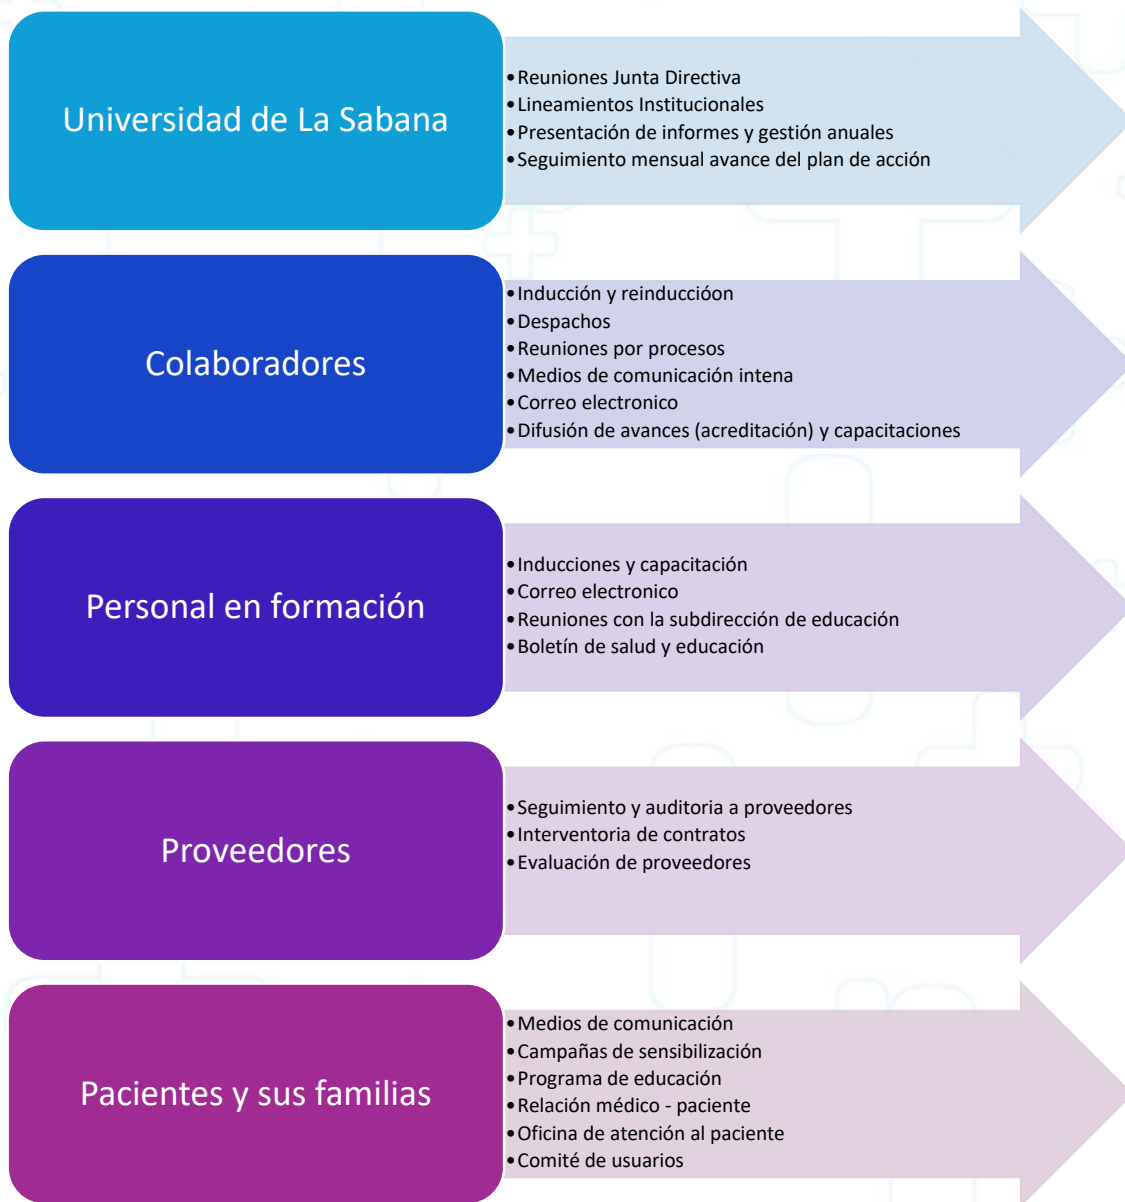 Universidad de La Sabana
•Reuniones Junta Directiva
•Lineamientos Institucionales
•Presentación de informes y gestión anuales
•Seguimiento mensual avance del plan de acción
Colaboradores
•Inducción y reinduccióon
•Despachos
•Reuniones por procesos
•Medios de comunicación intena
•Correo electronico
•Difusión de avances (acreditación) y capacitaciones
Personal en formación
•Inducciones y capacitación
•Correo electronico
•Reuniones con la subdirección de educación
•Boletín de salud y educación
Proveedores
•Seguimiento y auditoria a proveedores
•Interventoria de contratos
•Evaluación de proveedores
Pacientes y sus familias
•Medios de comunicación
•Campañas de sensibilización
•Programa de educación
•Relación médico - paciente
•Oficina de atención al paciente
•Comité de usuarios